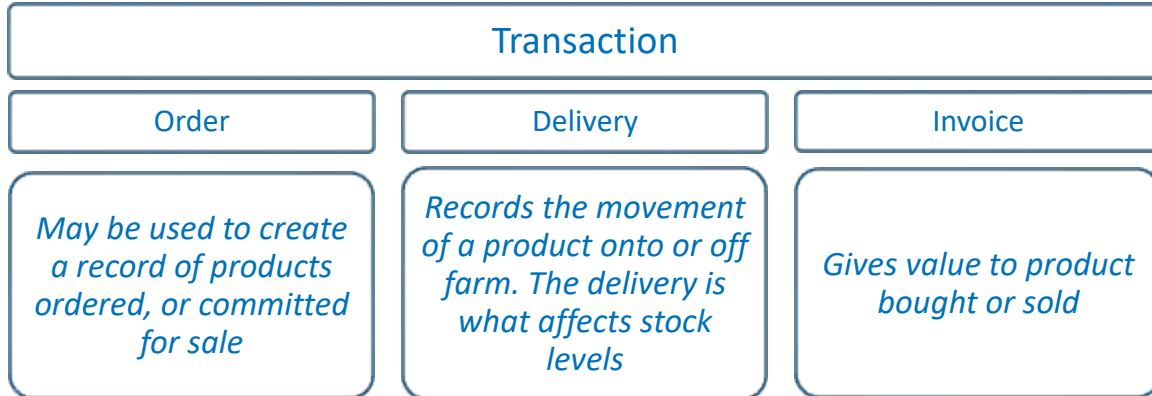 Transaction
Order
Delivery
Invoice
May be used to create
a record of products
ordered, or committed
for sale
Records the movement
of a product onto or off
farm. The delivery is
what affects stock
levels
Gives value to product
bought or sold